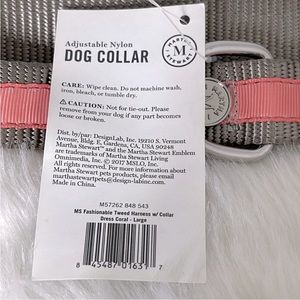 MARTHA
M
STEWART
Adjustable Nylon
DOG COLLAR
CARE: Wipe clean. Do not machine wash,
iron, bleach, or tumble dry.
⚠ CAUTION: Not for tie-out. Please
remove from your dog if any part becomes
loose or broken.
Dist. by/par: DesignLab, Inc. 19210 S. Vermont
Avenue, Bldg. E, Gardena, CA, USA 90248
Martha Stewart™ and the Martha Stewart Emblem
are trademarks of Martha Stewart Living
Omnimedia, Inc. © 2017 MSLO, Inc.
All rights reserved. For more information about
Martha Stewart pets products, please email
marthastewartpets@design-labinc.com
Made in China.
M57262 848 543
MS Fashionable Tweed Harness w/ Collar
Dress Coral - Large
8 45487 01631 7